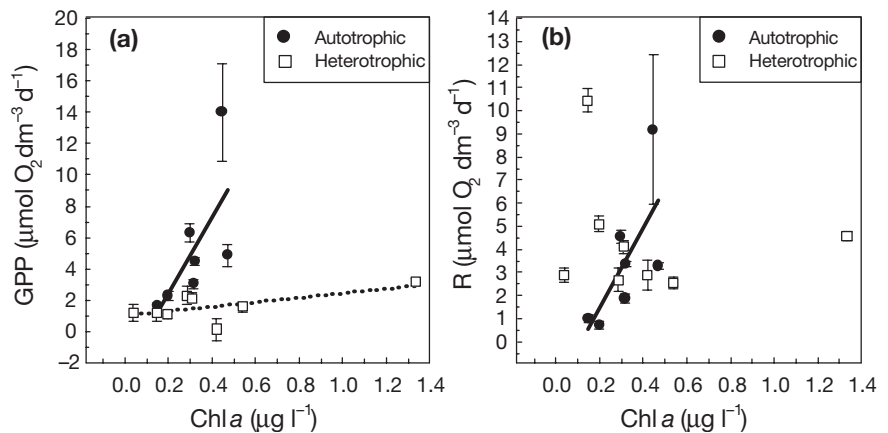 (a)
Autotrophic
Heterotrophic
GPP (μmol O₂ dm⁻³ d⁻¹)
20
18
16
14
12
10
8
6
4
2
0
−2
0.0 0.2 0.4 0.6 0.8 1.0 1.2 1.4
Chl a (μg l⁻¹)
(b)
Autotrophic
Heterotrophic
R (μmol O₂ dm⁻³ d⁻¹)
14
13
12
11
10
9
8
7
6
5
4
3
2
1
0
0.0 0.2 0.4 0.6 0.8 1.0 1.2 1.4
Chl a (μg l⁻¹)